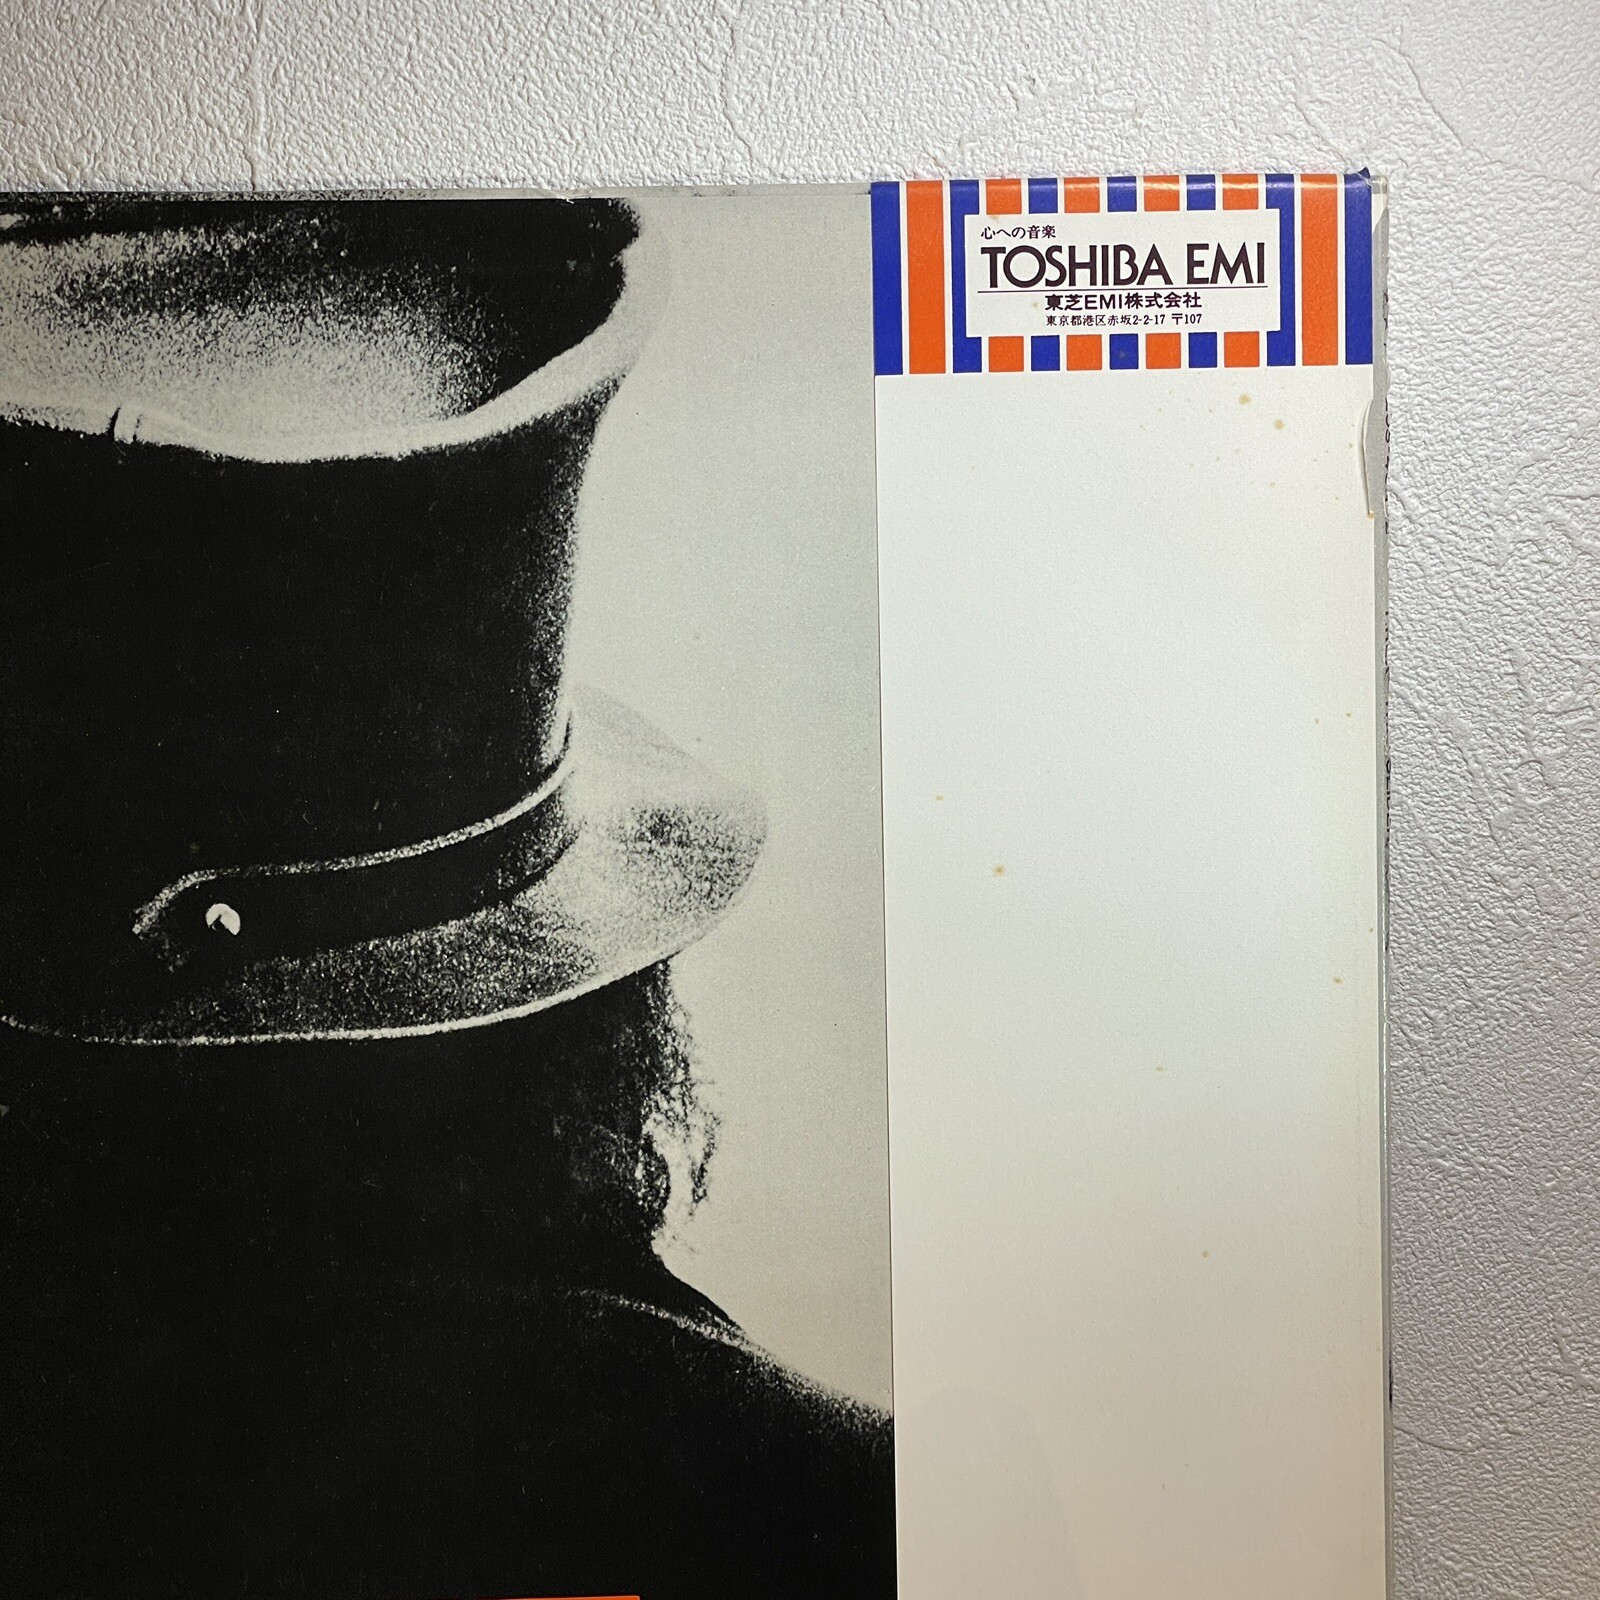 心への音楽
TOSHIBA EMI
東芝EMI株式会社
東京都港区赤坂2-2-17 〒107